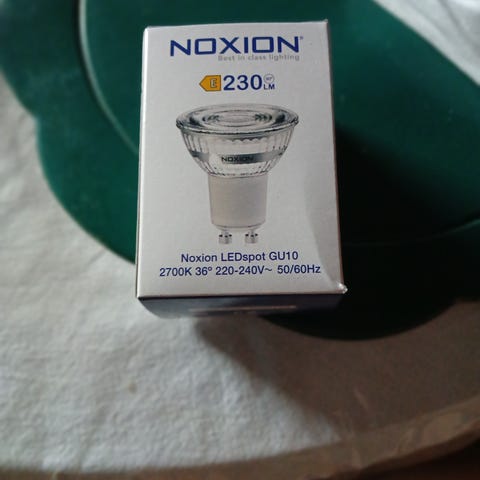 NOXION®
Best in class lighting
E 230 LM
NOXION
Noxion LEDspot GU10
2700K 36° 220-240V~ 50/60Hz